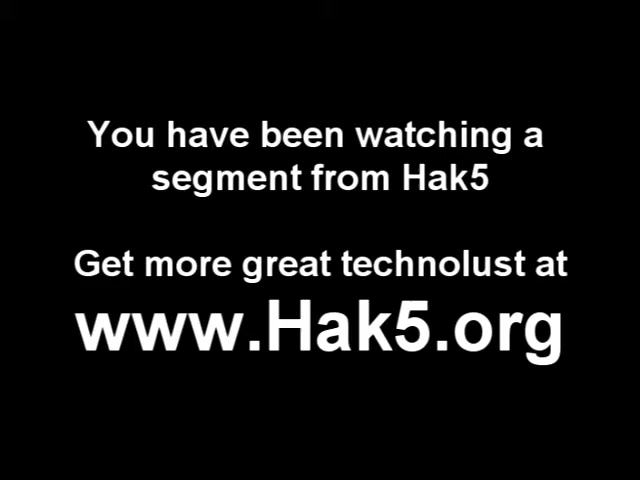 You have been watching a
segment from Hak5
Get more great technolust at
www.Hak5.org